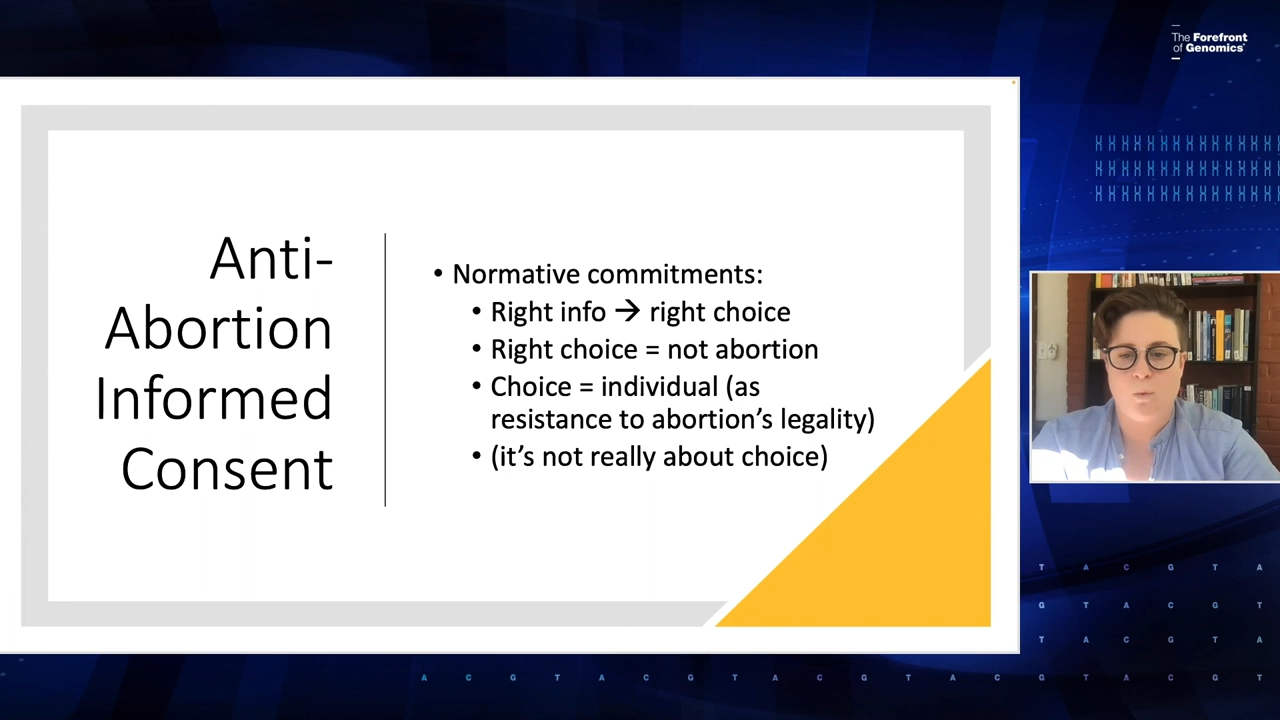 The Forefront
of Genomics®
Anti-
Abortion
Informed
Consent
• Normative commitments:
• Right info → right choice
• Right choice = not abortion
• Choice = individual (as
resistance to abortion’s legality)
• (it’s not really about choice)
T A C G T A
G T A C G T
T A C G T A
A C G T A C G T A C G T A C G T A C G T